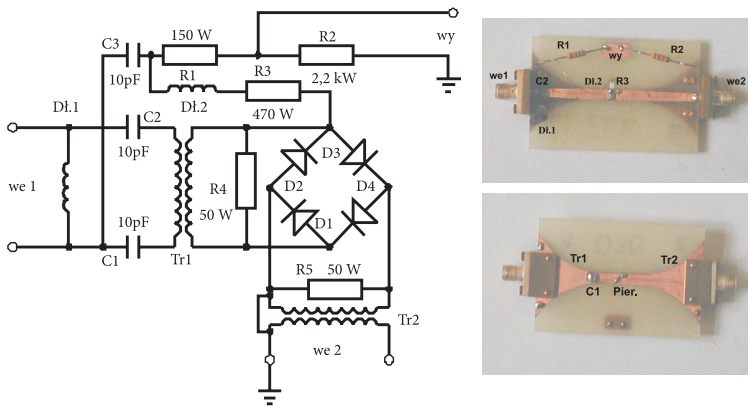 C3
150 W
wy
R2
10pF
R1
R3
2,2 kW
Dł.1
Dł.2
C2
470 W
10pF
D3
R4
D2
D4
we 1
50 W
10pF
D1
C1
Tr1
R5
50 W
Tr2
we 2
R1
wy
R2
we1
C2
Dł.2
R3
we2
Dł.1
Tr1
Tr2
C1
Pier.